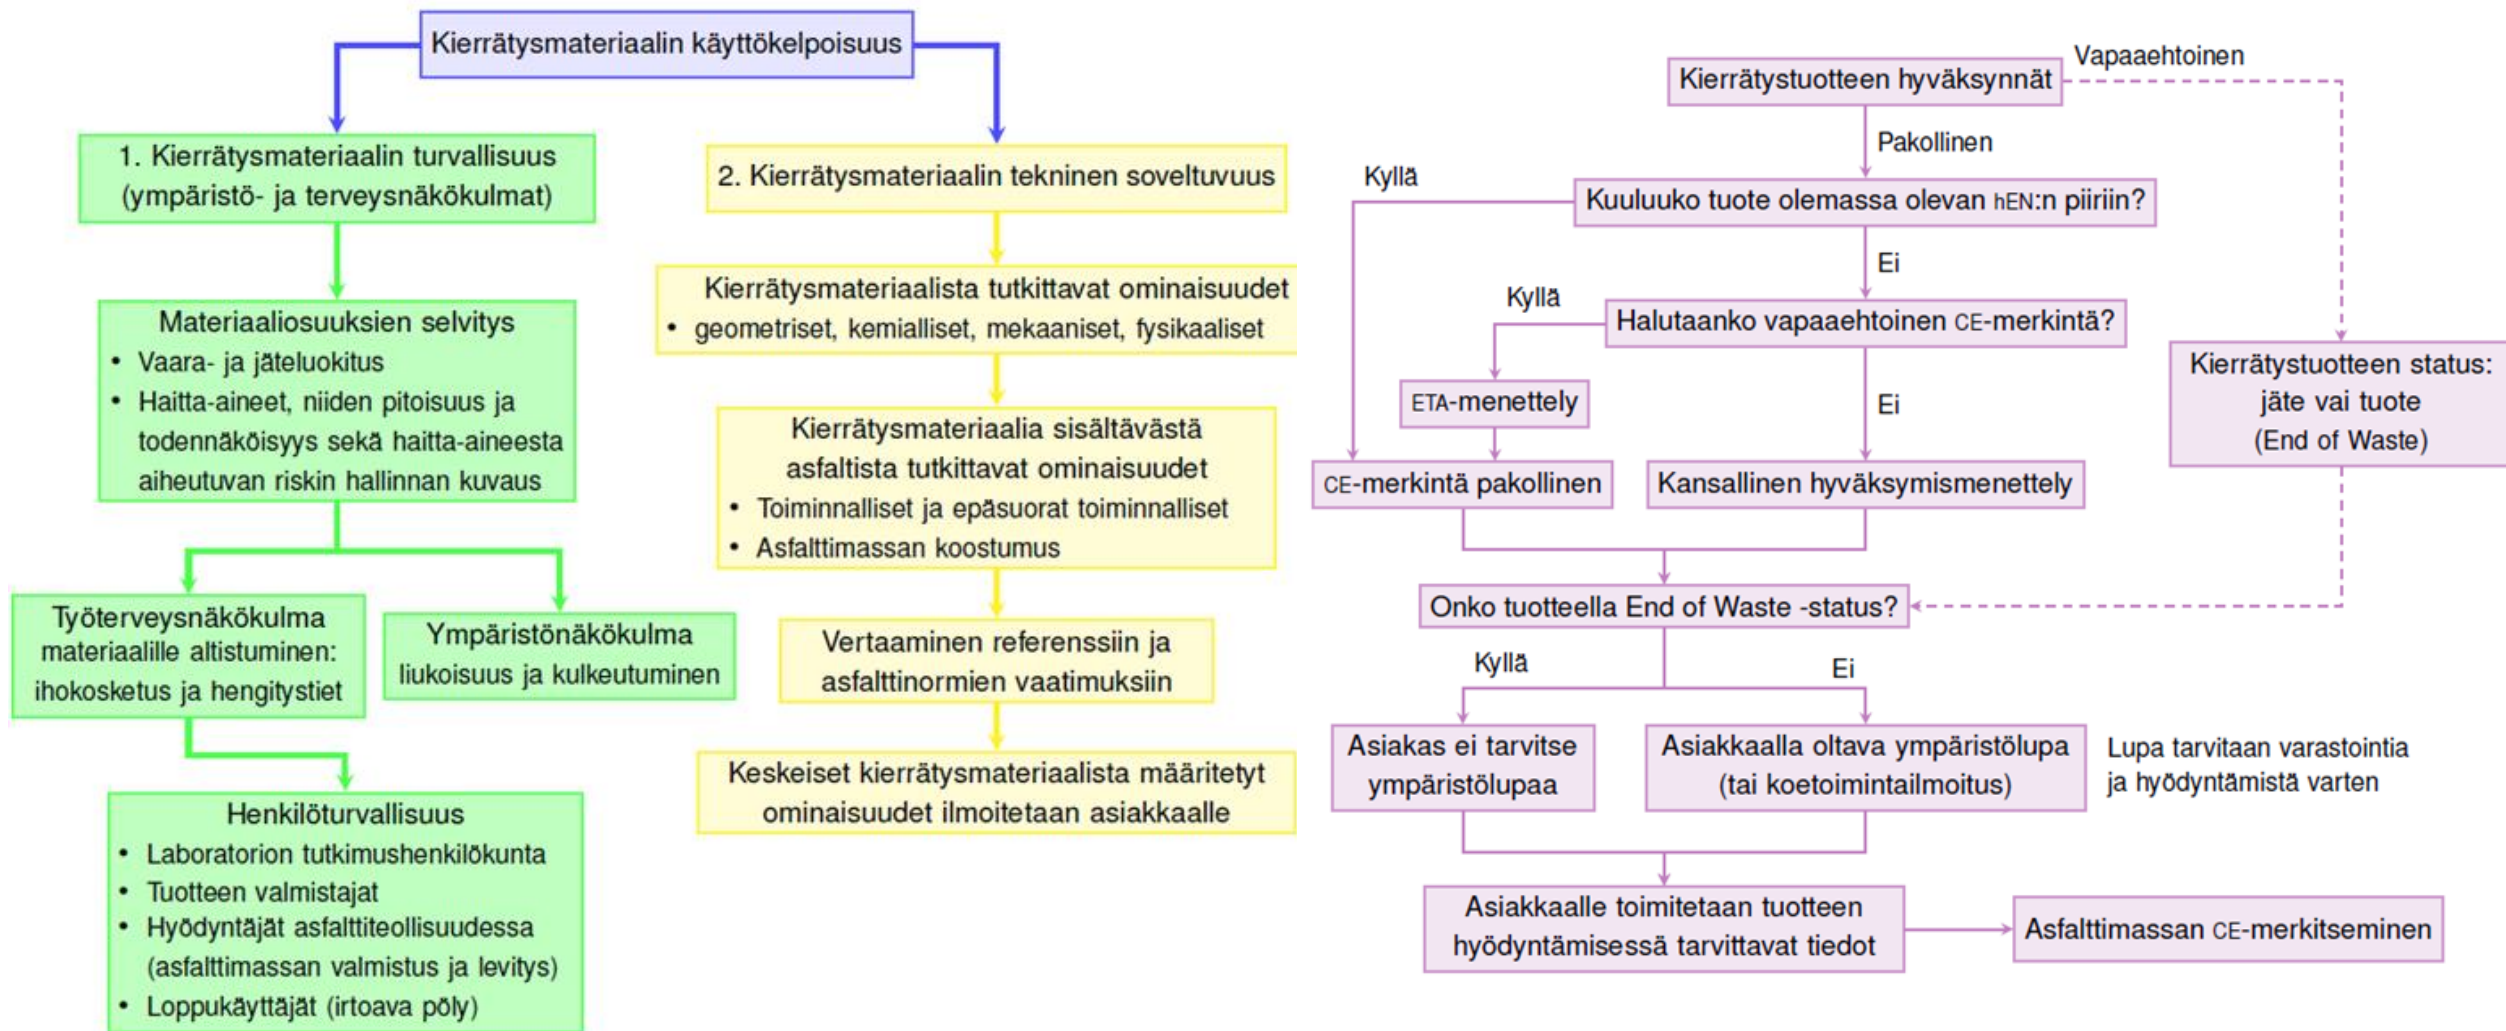 Kierrätysmateriaalin käyttökelpoisuus
1. Kierrätysmateriaalin turvallisuus
(ympäristö- ja terveysnäkökulmat)
Materiaaliosuuksien selvitys
• Vaara- ja jäteluokitus
• Haitta-aineet, niiden pitoisuus ja
todennäköisyys sekä haitta-aineesta
aiheutuvan riskin hallinnan kuvaus
Työterveysnäkökulma
materiaalille altistuminen:
ihokosketus ja hengitystiet
Ympäristönäkökulma
liukoisuus ja kulkeutuminen
Henkilöturvallisuus
• Laboratorion tutkimushenkilökunta
• Tuotteen valmistajat
• Hyödyntäjät asfalttiteollisuudessa
(asfalttimassan valmistus ja levitys)
• Loppukäyttäjät (irtoava pöly)
2. Kierrätysmateriaalin tekninen soveltuvuus
Kierrätysmateriaalista tutkittavat ominaisuudet
• geometriset, kemialliset, mekaaniset, fysikaaliset
Kierrätysmateriaalia sisältävästä
asfaltista tutkittavat ominaisuudet
• Toiminnalliset ja epäsuorat toiminnalliset
• Asfalttimassan koostumus
Vertaaminen referenssiin ja
asfalttinormien vaatimuksiin
Keskeiset kierrätysmateriaalista määritetyt
ominaisuudet ilmoitetaan asiakkaalle
Kierrätystuotteen hyväksynnät
Vapaaehtoinen
Pakollinen
Kyllä
Kuuluuko tuote olemassa olevan hEN:n piiriin?
Ei
Kyllä
Halutaanko vapaaehtoinen CE-merkintä?
Kierrätystuotteen status:
jäte vai tuote
(End of Waste)
ETA-menettely
Ei
CE-merkintä pakollinen
Kansallinen hyväksymismenettely
Onko tuotteella End of Waste -status?
Kyllä
Ei
Asiakas ei tarvitse
ympäristölupaa
Asiakkaalla oltava ympäristölupa
(tai koetoimintailmoitus)
Lupa tarvitaan varastointia
ja hyödyntämistä varten
Asiakkaalle toimitetaan tuotteen
hyödyntämisessä tarvittavat tiedot
Asfalttimassan CE-merkitseminen